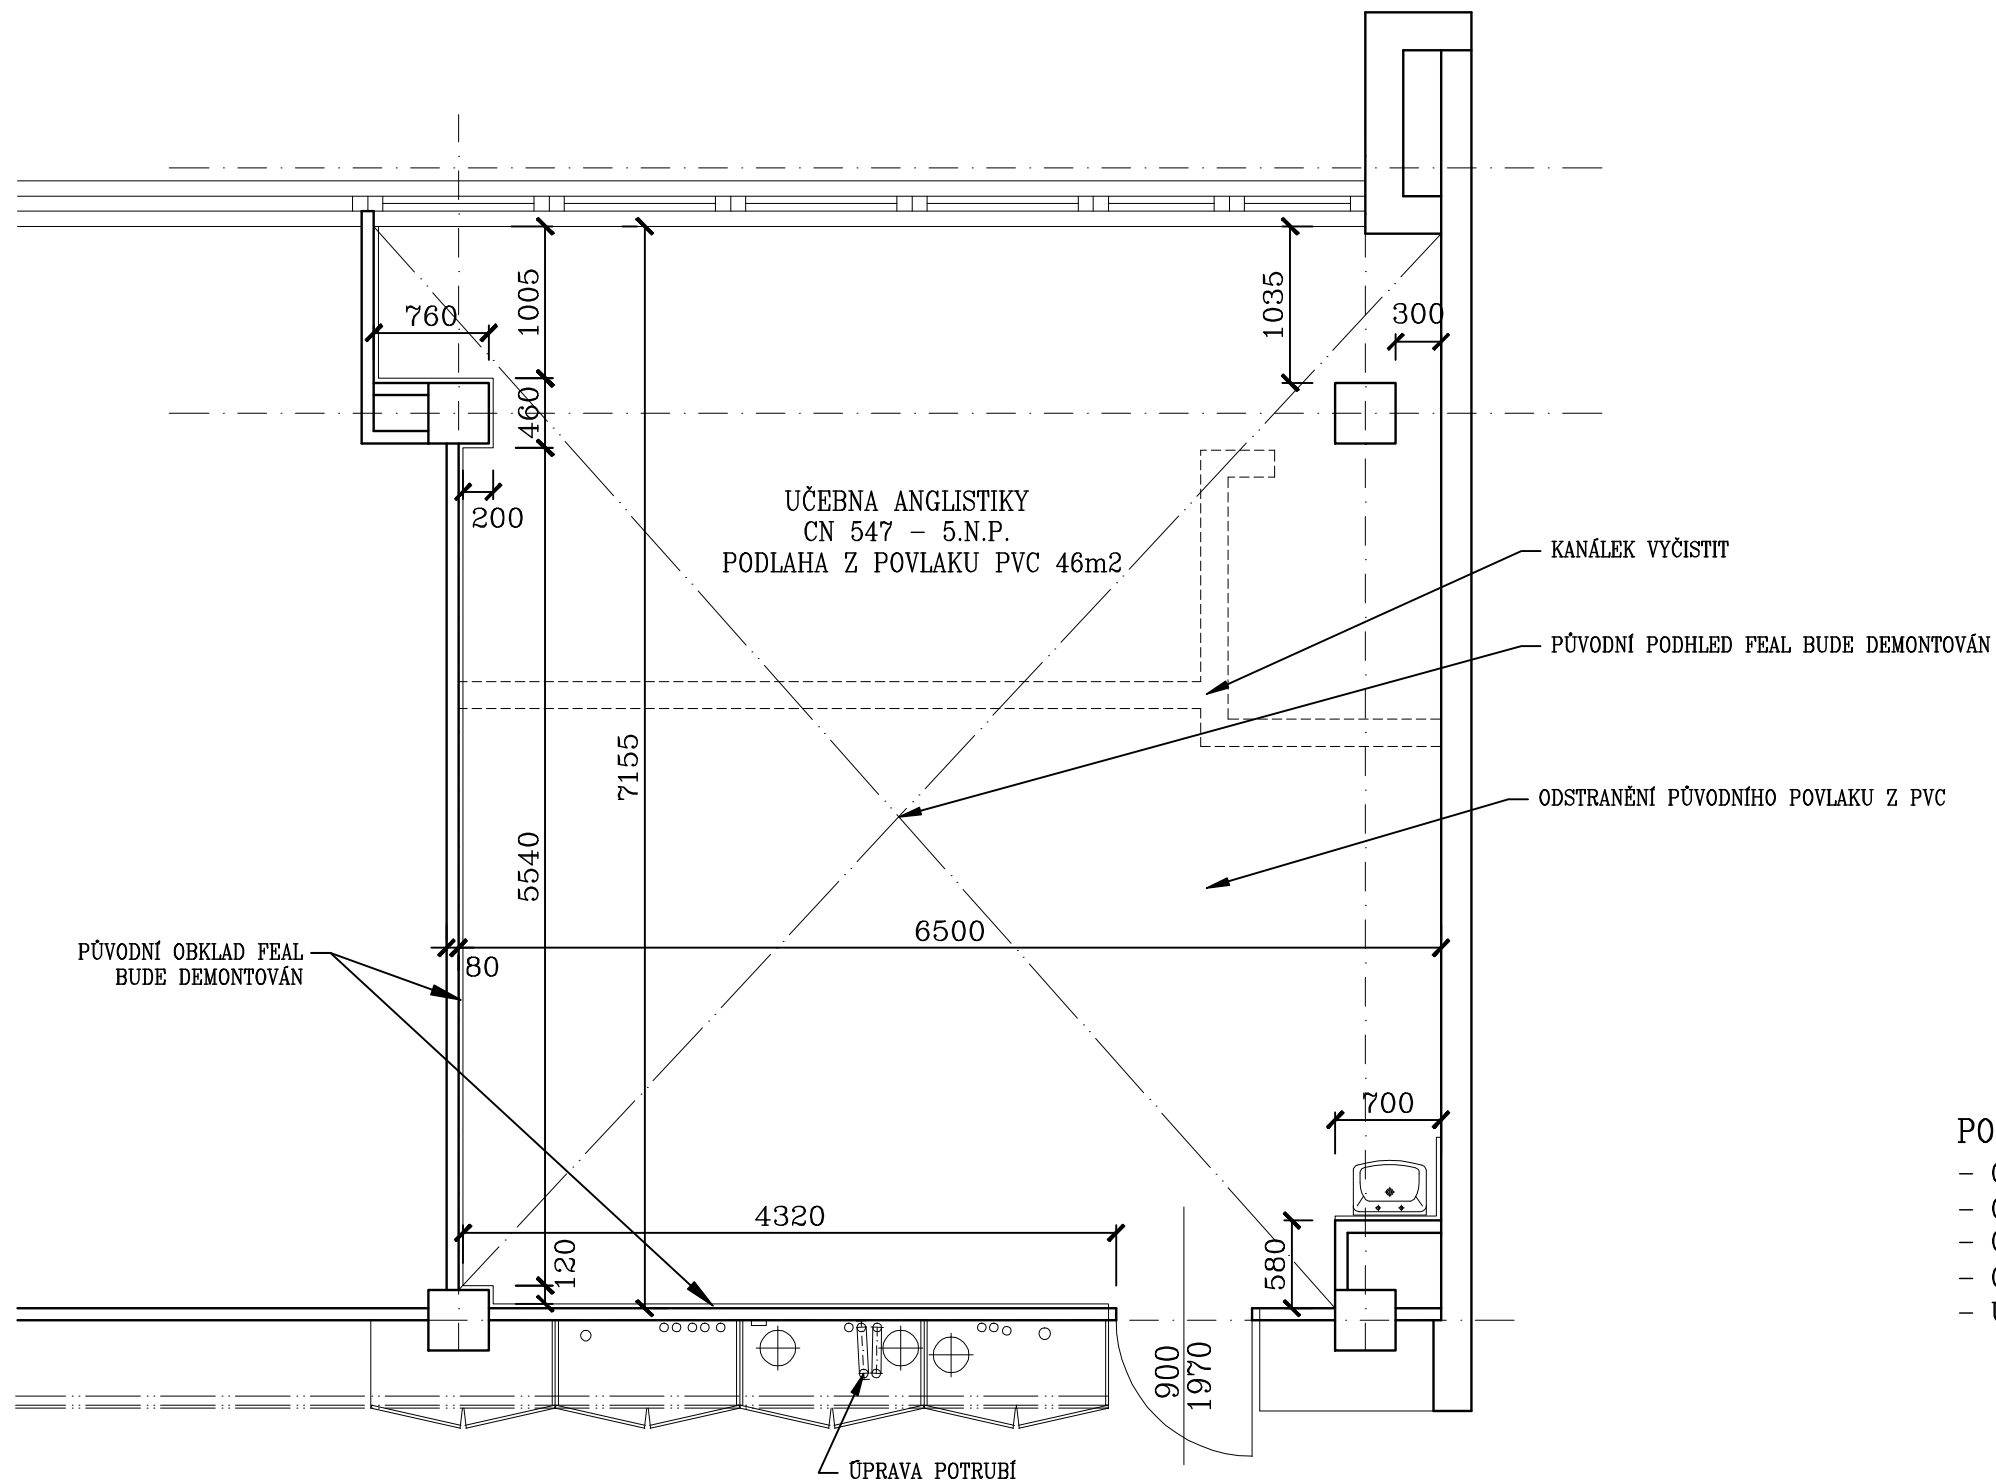 760
1005
460
200
1035
300
UČEBNA ANGLISTIKY
CN 547 - 5.N.P.
PODLAHA Z POVLAKU PVC 46m2
KANÁLEK VYČISTIT
PŮVODNÍ PODHLED FEAL BUDE DEMONTOVÁN
7155
5540
ODSTRANĚNÍ PŮVODNÍHO POVLAKU Z PVC
6500
80
PŮVODNÍ OBKLAD FEAL
BUDE DEMONTOVÁN
700
4320
120
580
900
1970
ÚPRAVA POTRUBÍ